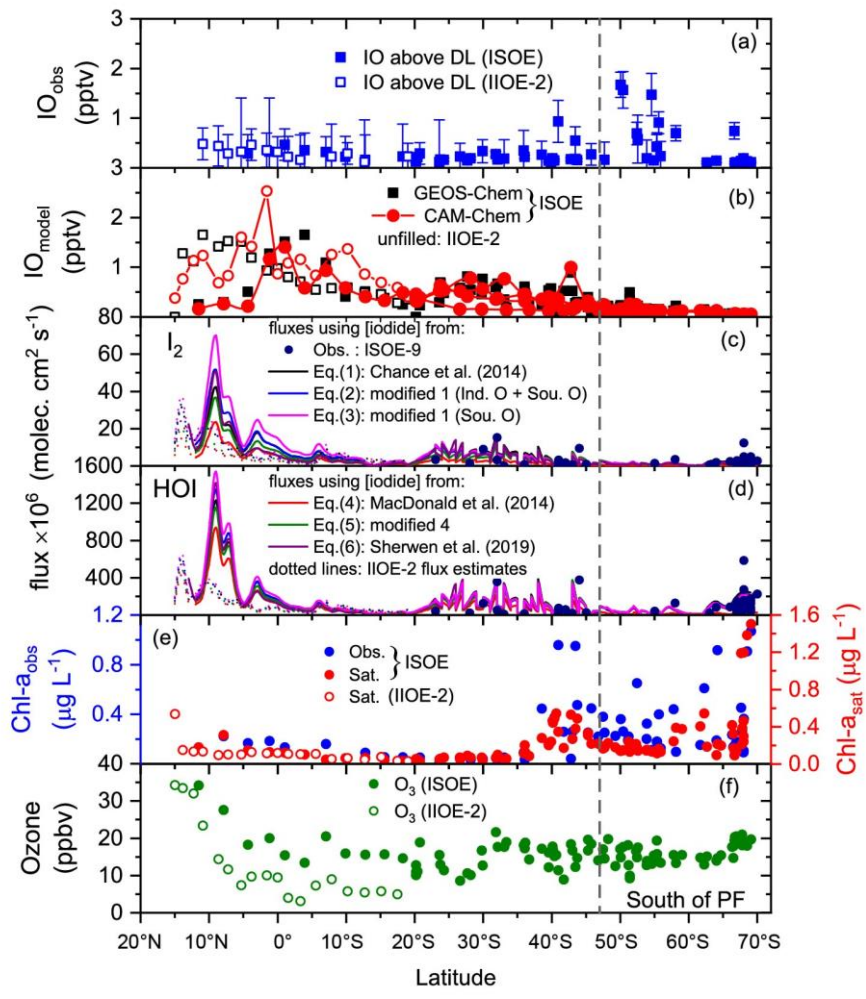 3
(a)
IO above DL (ISOE)
IO above DL (IIOE-2)
2
1
IO_obs
(pptv)
3
(b)
GEOS-Chem
CAM-Chem
} ISOE
unfilled: IIOE-2
2
1
IO_model
(pptv)
80
I₂
fluxes using [iodide] from:
(c)
Obs. : ISOE-9
Eq.(1): Chance et al. (2014)
Eq.(2): modified 1 (Ind. O + Sou. O)
Eq.(3): modified 1 (Sou. O)
60
40
20
1600
HOI
fluxes using [iodide] from:
(d)
Eq.(4): MacDonald et al. (2014)
Eq.(5): modified 4
Eq.(6): Sherwen et al. (2019)
dotted lines: IIOE-2 flux estimates
1200
800
400
flux ×10⁶ (molec. cm² s⁻¹)
1.2
1.6
(e)
Obs.
Sat.
} ISOE
Sat. (IIOE-2)
0.8
0.4
Chl-a_obs
(µg L⁻¹)
1.2
0.8
0.4
0.0
Chl-a_sat (µg L⁻¹)
40
O₃ (ISOE)
O₃ (IIOE-2)
(f)
30
20
10
0
Ozone
(ppbv)
South of PF
20°N 10°N 0° 10°S 20°S 30°S 40°S 50°S 60°S 70°S
Latitude